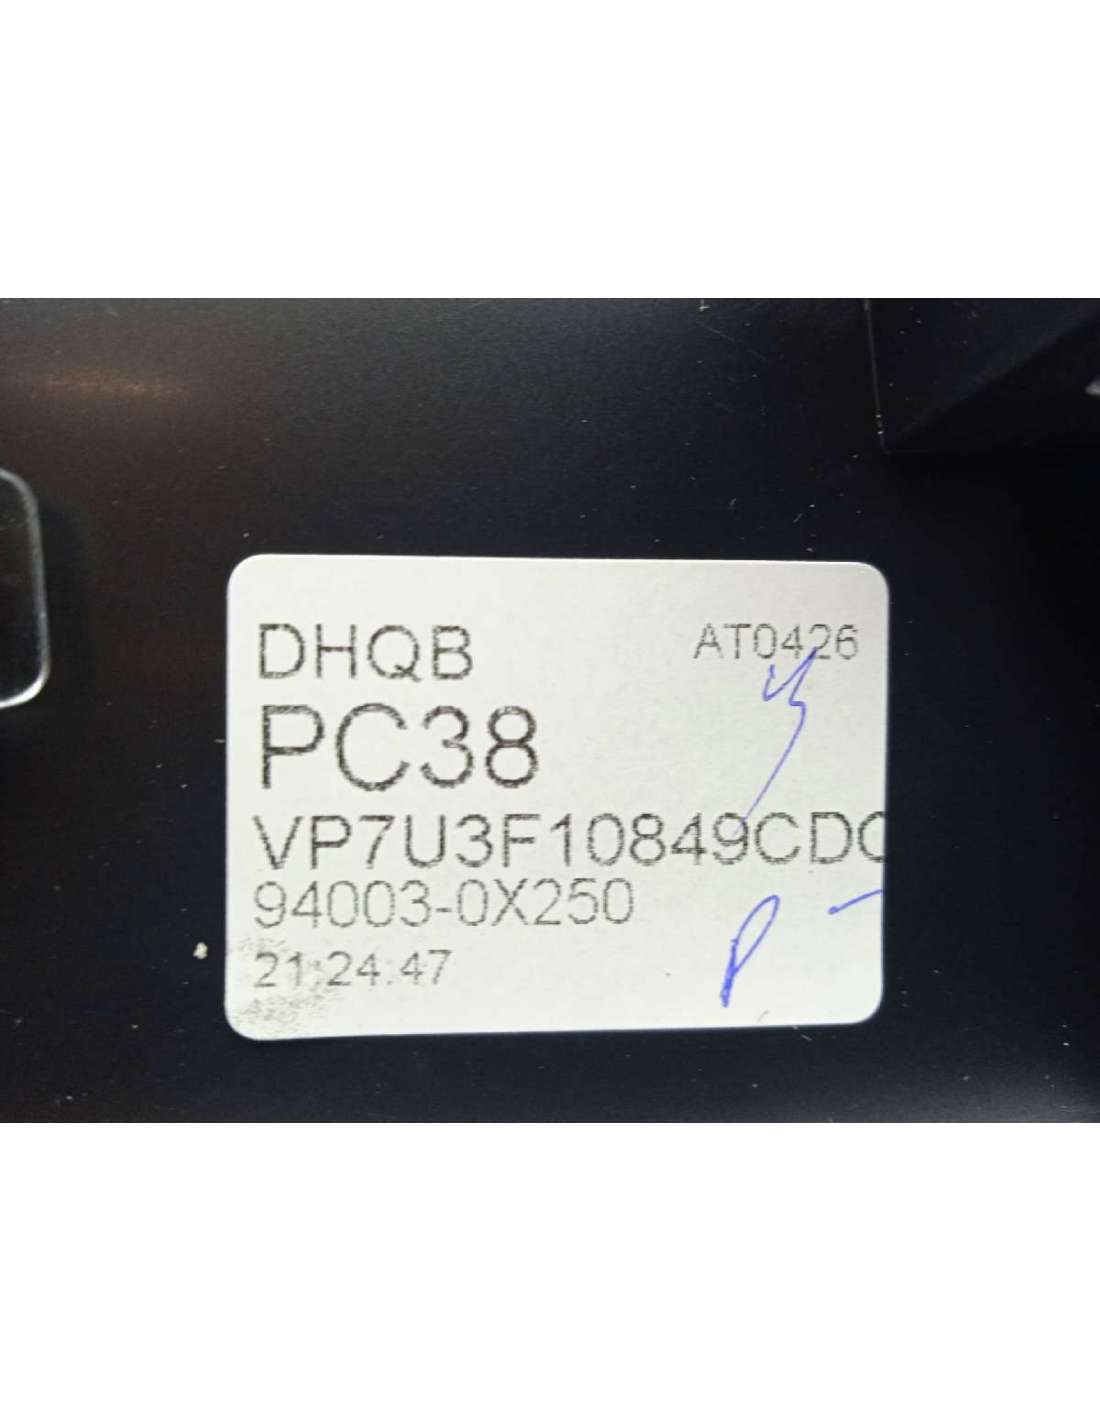 DHQB AT0426
PC38
VP7U3F10849CDC
94003-0X250
21:24:47